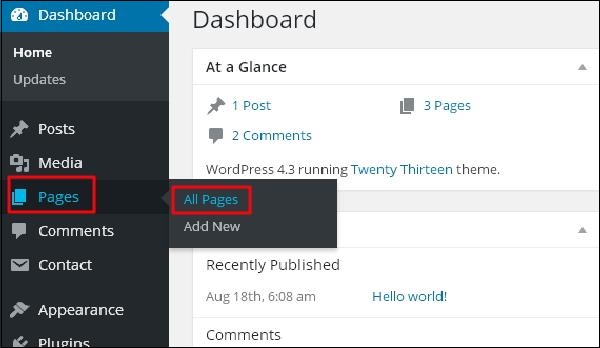 Dashboard
Home
Updates
Posts
Media
Pages
Comments
Contact
Appearance
Plugins
All Pages
Add New
Dashboard
At a Glance
1 Post
3 Pages
2 Comments
WordPress 4.3 running Twenty Thirteen theme.
Recently Published
Aug 18th, 6:08 am
Hello world!
Comments